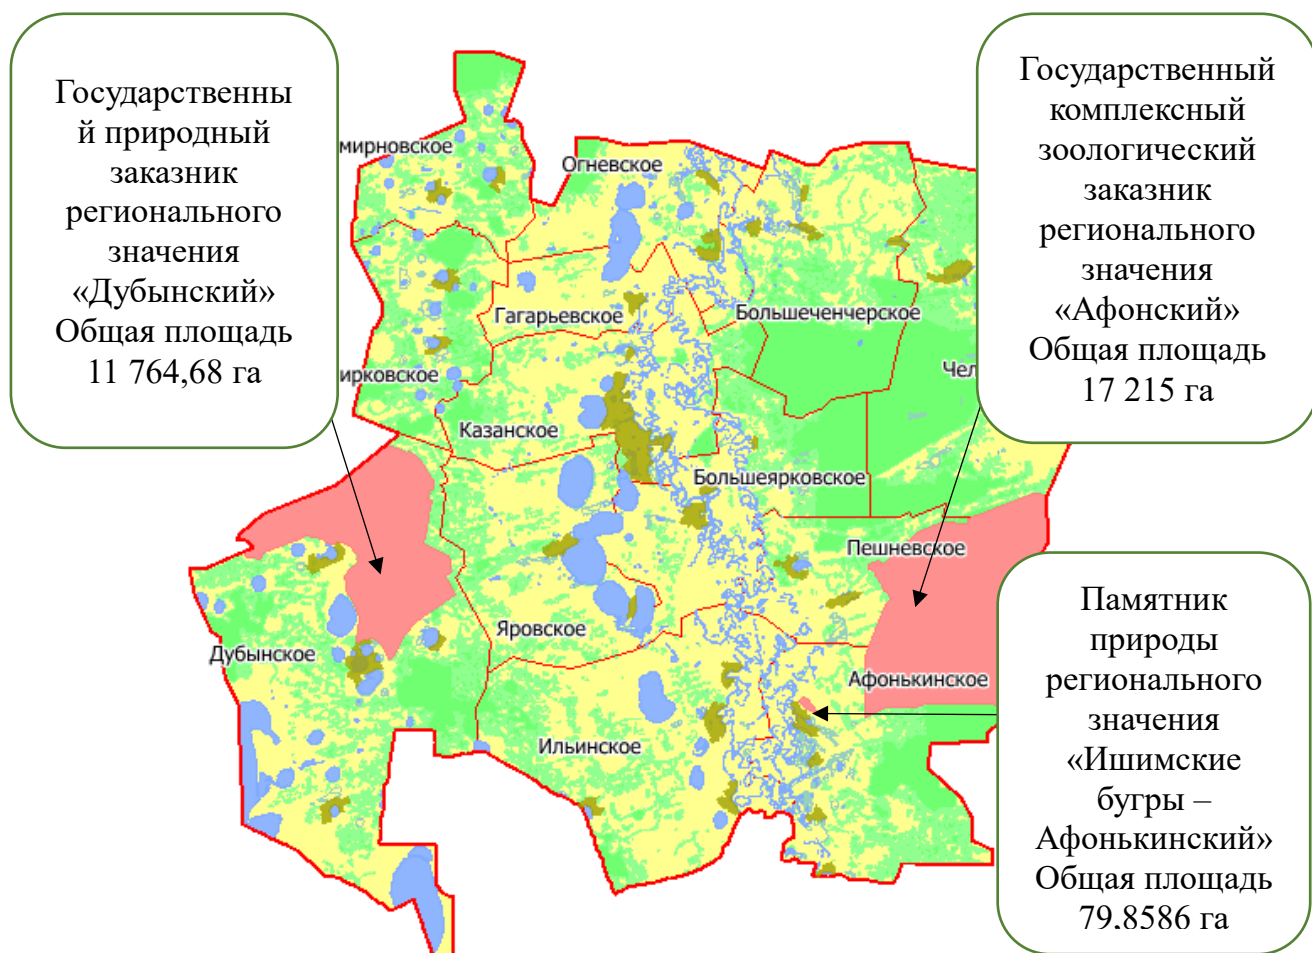 Государственны
й природный
заказник
регионального
значения
«Дубынский»
Общая площадь
11 764,68 га
Государственный
комплексный
зоологический
заказник
регионального
значения
«Афонский»
Общая площадь
17 215 га
мирновское
Огневское
Гагарьевское
Большеченчерское
ирковское
Чел
Казанское
Большеярковское
Пешневское
Яровское
Дубынское
Афонькинское
Ильинское
Памятник
природы
регионального
значения
«Ишимские
бугры –
Афонькинский»
Общая площадь
79,8586 га